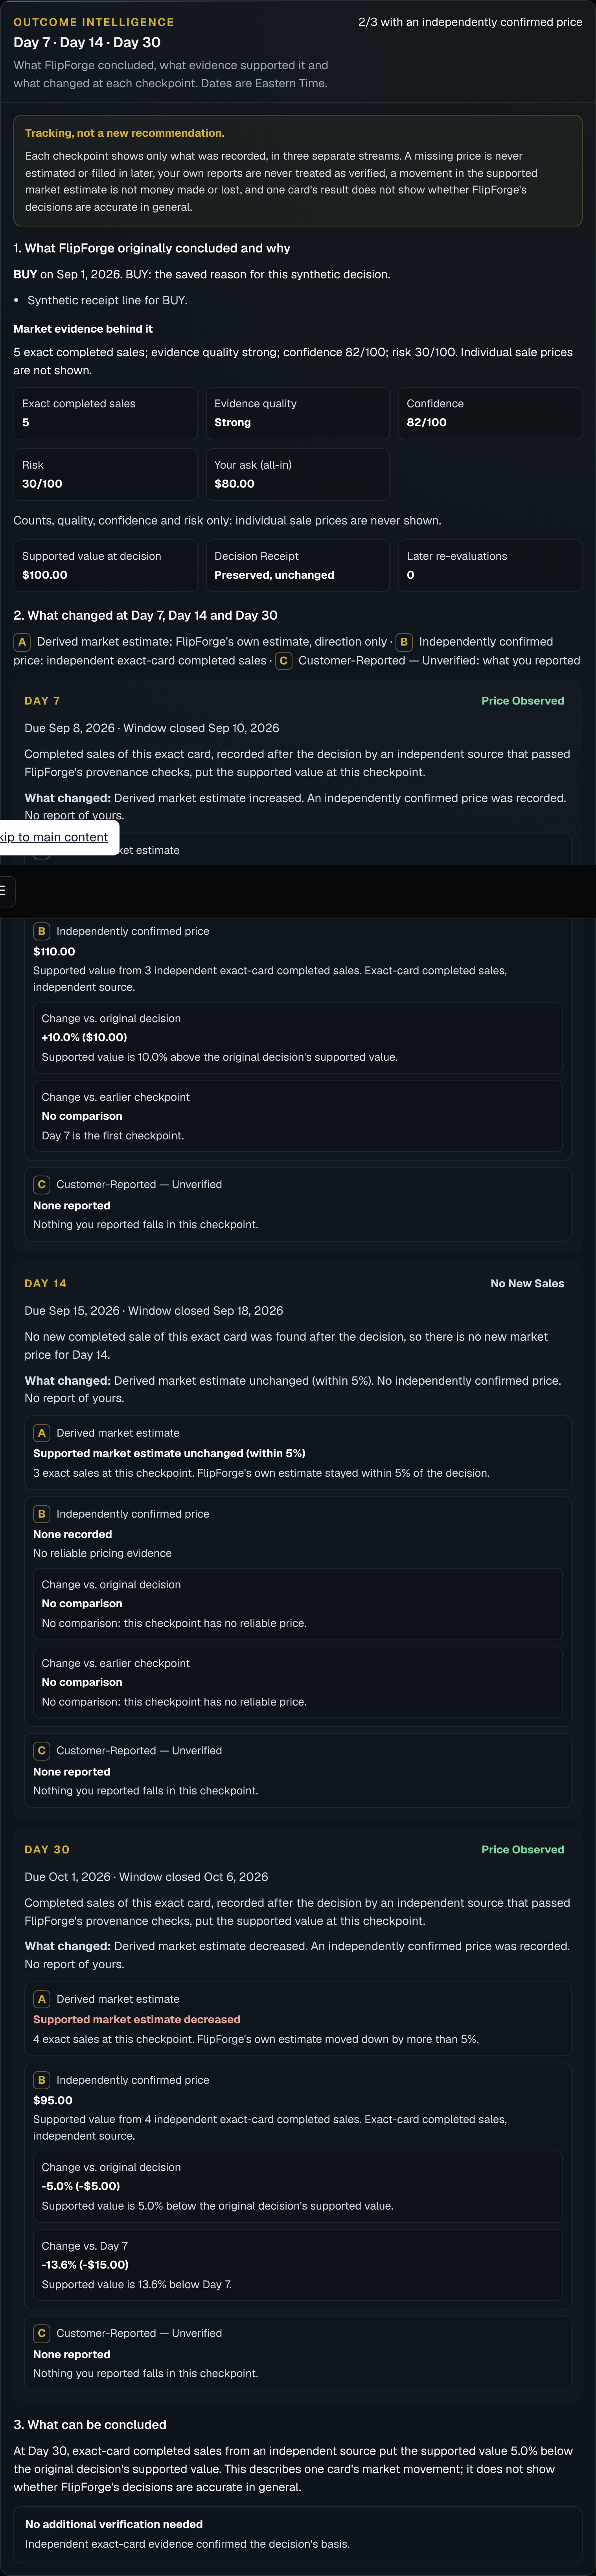 OUTCOME INTELLIGENCE
2/3 with an independently confirmed price
Day 7 · Day 14 · Day 30
What FlipForge concluded, what evidence supported it and
what changed at each checkpoint. Dates are Eastern Time.
Tracking, not a new recommendation.
Each checkpoint shows only what was recorded, in three separate streams. A missing price is never
estimated or filled in later, your own reports are never treated as verified, a movement in the supported
market estimate is not money made or lost, and one card's result does not show whether FlipForge's
decisions are accurate in general.
1. What FlipForge originally concluded and why
BUY on Sep 1, 2026. BUY: the saved reason for this synthetic decision.
• Synthetic receipt line for BUY.
Market evidence behind it
5 exact completed sales; evidence quality strong; confidence 82/100; risk 30/100. Individual sale prices
are not shown.
Exact completed sales
5
Evidence quality
Strong
Confidence
82/100
Risk
30/100
Your ask (all-in)
$80.00
Counts, quality, confidence and risk only: individual sale prices are never shown.
Supported value at decision
$100.00
Decision Receipt
Preserved, unchanged
Later re-evaluations
0
2. What changed at Day 7, Day 14 and Day 30
A Derived market estimate: FlipForge's own estimate, direction only · B Independently confirmed
price: independent exact-card completed sales · C Customer-Reported — Unverified: what you reported
DAY 7
Price Observed
Due Sep 8, 2026 · Window closed Sep 10, 2026
Completed sales of this exact card, recorded after the decision by an independent source that passed
FlipForge's provenance checks, put the supported value at this checkpoint.
What changed: Derived market estimate increased. An independently confirmed price was recorded.
No report of yours.
kip to main content
ket estimate
B Independently confirmed price
$110.00
Supported value from 3 independent exact-card completed sales. Exact-card completed sales,
independent source.
Change vs. original decision
+10.0% ($10.00)
Supported value is 10.0% above the original decision's supported value.
Change vs. earlier checkpoint
No comparison
Day 7 is the first checkpoint.
C Customer-Reported — Unverified
None reported
Nothing you reported falls in this checkpoint.
DAY 14
No New Sales
Due Sep 15, 2026 · Window closed Sep 18, 2026
No new completed sale of this exact card was found after the decision, so there is no new market
price for Day 14.
What changed: Derived market estimate unchanged (within 5%). No independently confirmed price.
No report of yours.
A Derived market estimate
Supported market estimate unchanged (within 5%)
3 exact sales at this checkpoint. FlipForge's own estimate stayed within 5% of the decision.
B Independently confirmed price
None recorded
No reliable pricing evidence
Change vs. original decision
No comparison
No comparison: this checkpoint has no reliable price.
Change vs. earlier checkpoint
No comparison
No comparison: this checkpoint has no reliable price.
C Customer-Reported — Unverified
None reported
Nothing you reported falls in this checkpoint.
DAY 30
Price Observed
Due Oct 1, 2026 · Window closed Oct 6, 2026
Completed sales of this exact card, recorded after the decision by an independent source that passed
FlipForge's provenance checks, put the supported value at this checkpoint.
What changed: Derived market estimate decreased. An independently confirmed price was recorded.
No report of yours.
A Derived market estimate
Supported market estimate decreased
4 exact sales at this checkpoint. FlipForge's own estimate moved down by more than 5%.
B Independently confirmed price
$95.00
Supported value from 4 independent exact-card completed sales. Exact-card completed sales,
independent source.
Change vs. original decision
-5.0% (-$5.00)
Supported value is 5.0% below the original decision's supported value.
Change vs. Day 7
-13.6% (-$15.00)
Supported value is 13.6% below Day 7.
C Customer-Reported — Unverified
None reported
Nothing you reported falls in this checkpoint.
3. What can be concluded
At Day 30, exact-card completed sales from an independent source put the supported value 5.0% below
the original decision's supported value. This describes one card's market movement; it does not show
whether FlipForge's decisions are accurate in general.
No additional verification needed
Independent exact-card evidence confirmed the decision's basis.